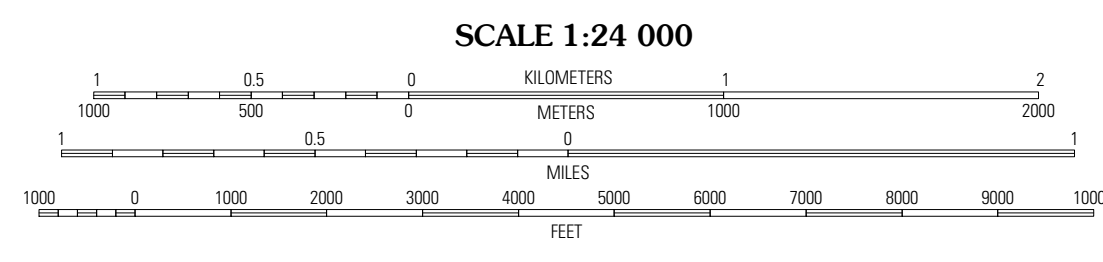 SCALE 1:24 000
1 0.5 0 KILOMETERS 1 2
1000 500 0 METERS 1000 2000
1 0.5 0 1
MILES
1000 0 1000 2000 3000 4000 5000 6000 7000 8000 9000 1000
FEET